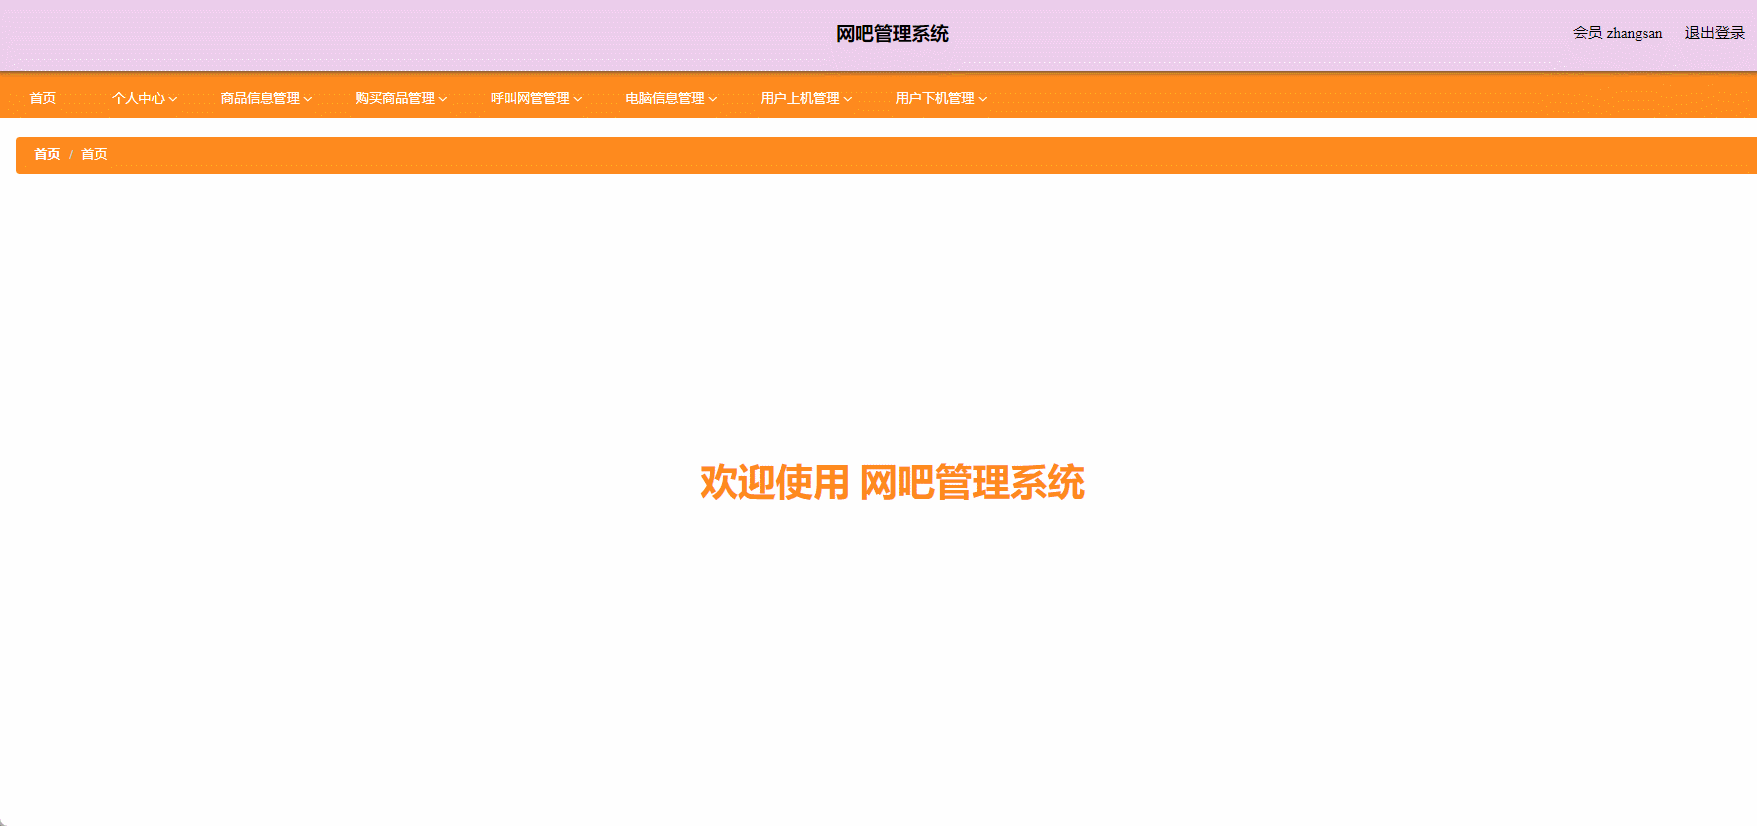 网吧管理系统
会员 zhangsan 退出登录
首页 个人中心 商品信息管理 购买商品管理 呼叫网管管理 电脑信息管理 用户上机管理 用户下机管理
首页 / 首页
欢迎使用 网吧管理系统